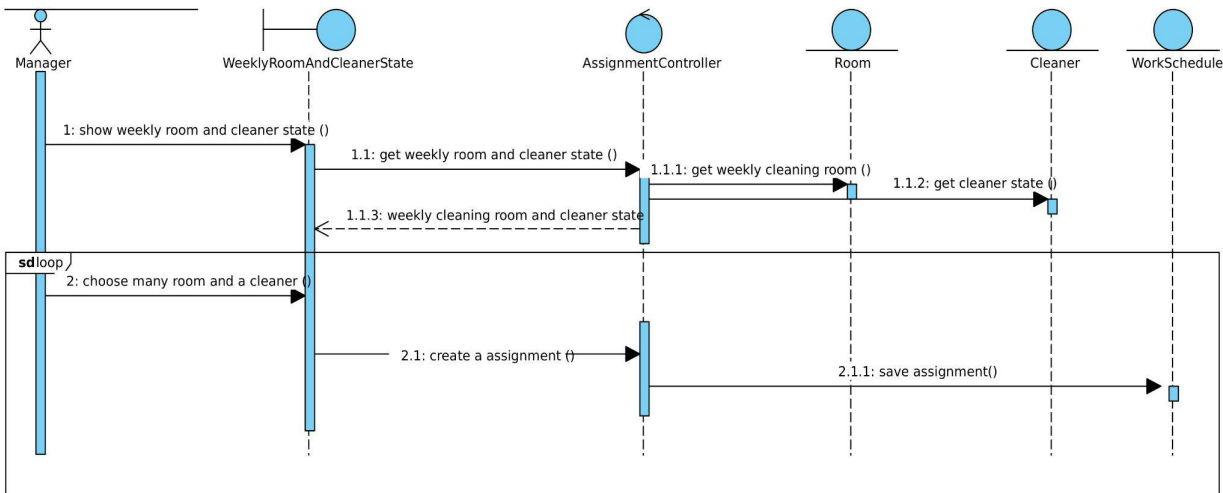 Manager
WeeklyRoomAndCleanerState
AssignmentController
Room
Cleaner
WorkSchedule
1: show weekly room and cleaner state ()
1.1: get weekly room and cleaner state ()
1.1.1: get weekly cleaning room ()
1.1.2: get cleaner state ()
1.1.3: weekly cleaning room and cleaner state
sd loop
2: choose many room and a cleaner ()
2.1: create a assignment ()
2.1.1: save assignment()